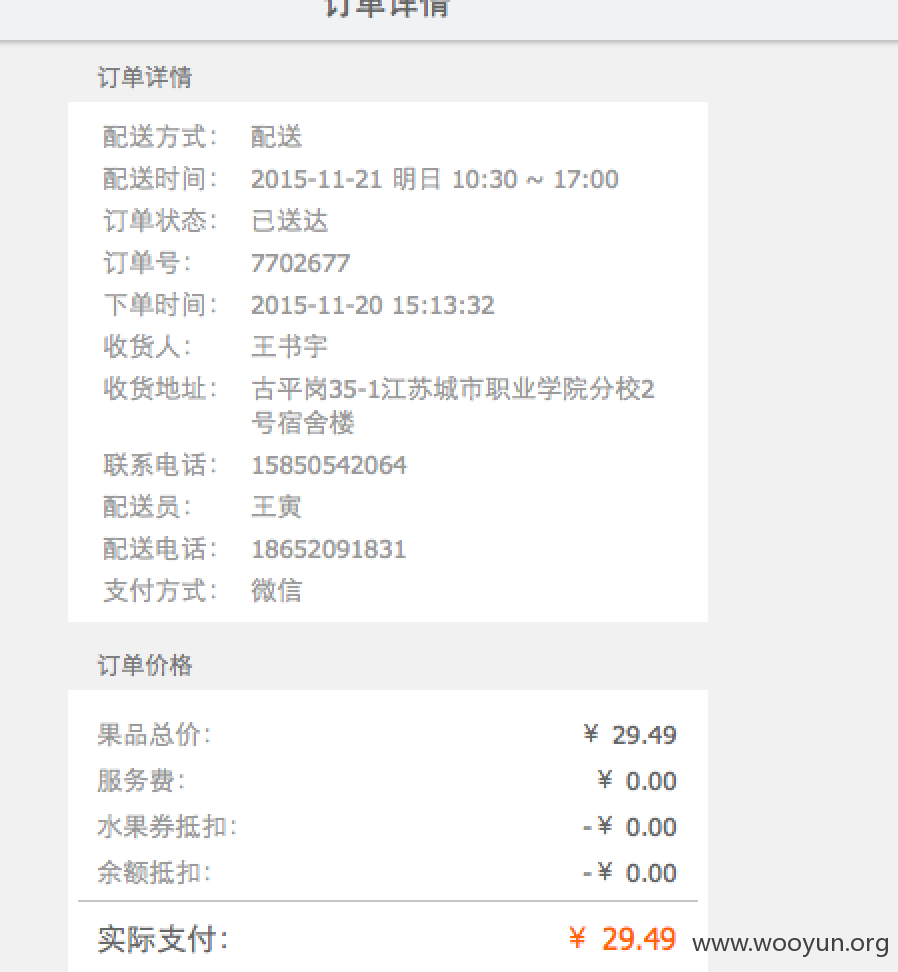 订单详情
订单详情
配送方式： 配送
配送时间： 2015-11-21 明日 10:30 ~ 17:00
订单状态： 已送达
订单号： 7702677
下单时间： 2015-11-20 15:13:32
收货人： 王书宇
收货地址： 古平岗35-1江苏城市职业学院分校2
号宿舍楼
联系电话： 15850542064
配送员： 王寅
配送电话： 18652091831
支付方式： 微信
订单价格
果品总价： ¥ 29.49
服务费： ¥ 0.00
水果券抵扣： -¥ 0.00
余额抵扣： -¥ 0.00
实际支付： ¥ 29.49
www.wooyun.org